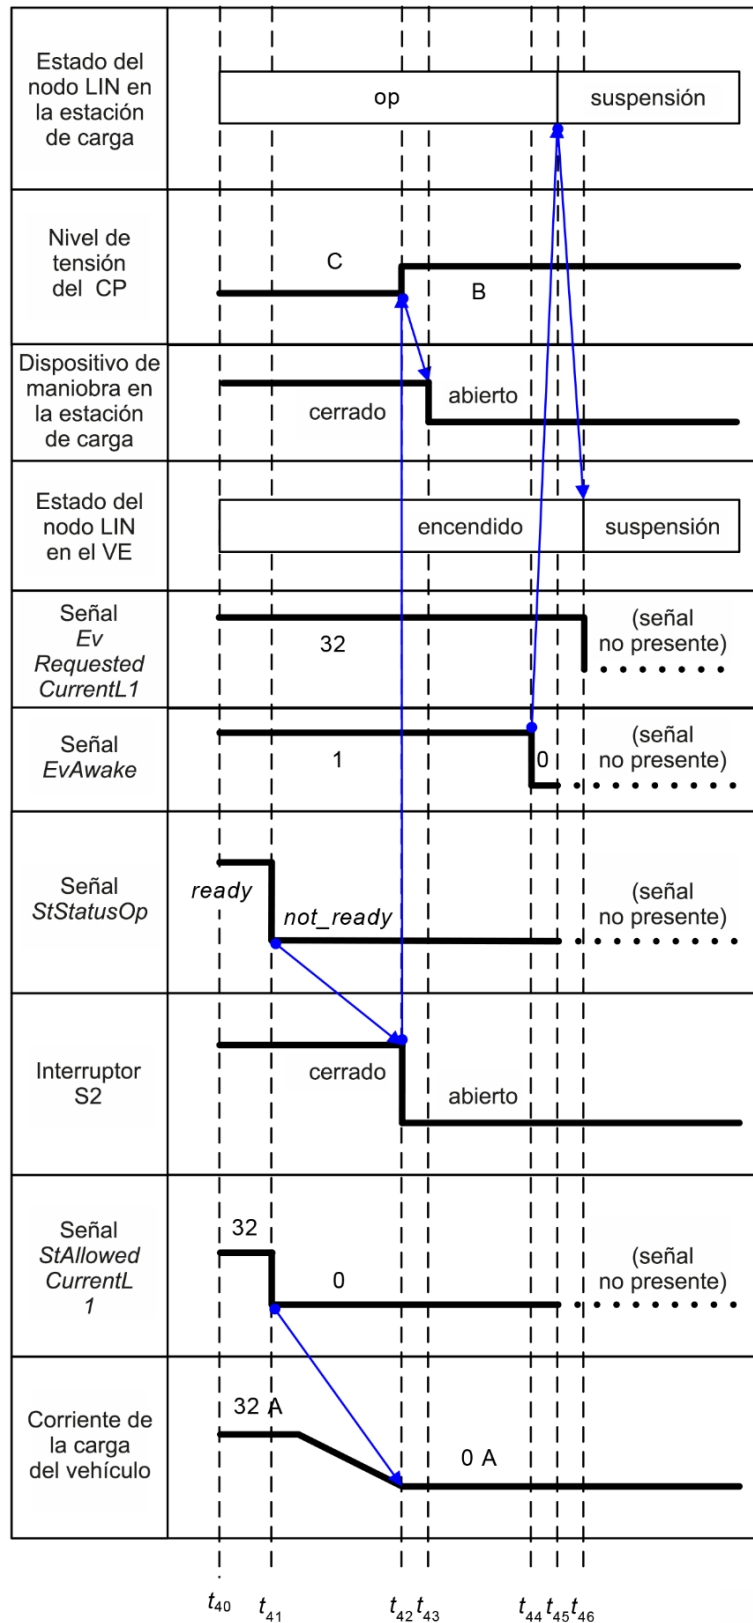 Estado del
nodo LIN en
la estación
de carga
op
suspensión
Nivel de
tensión
del CP
C
B
Dispositivo de
maniobra en
la estación
de carga
cerrado
abierto
Estado del
nodo LIN
en el VE
encendido
suspensión
Señal
Ev
Requested
CurrentL1
32
(señal
no presente)
Señal
EvAwake
1
0
(señal
no presente)
Señal
StStatusOp
ready
not_ready
(señal
no presente)
Interruptor
S2
cerrado
abierto
Señal
StAllowed
CurrentL
1
32
0
(señal
no presente)
Corriente de
la carga
del vehículo
32 A
0 A
t40 t41 t42 t43 t44 t45 t46